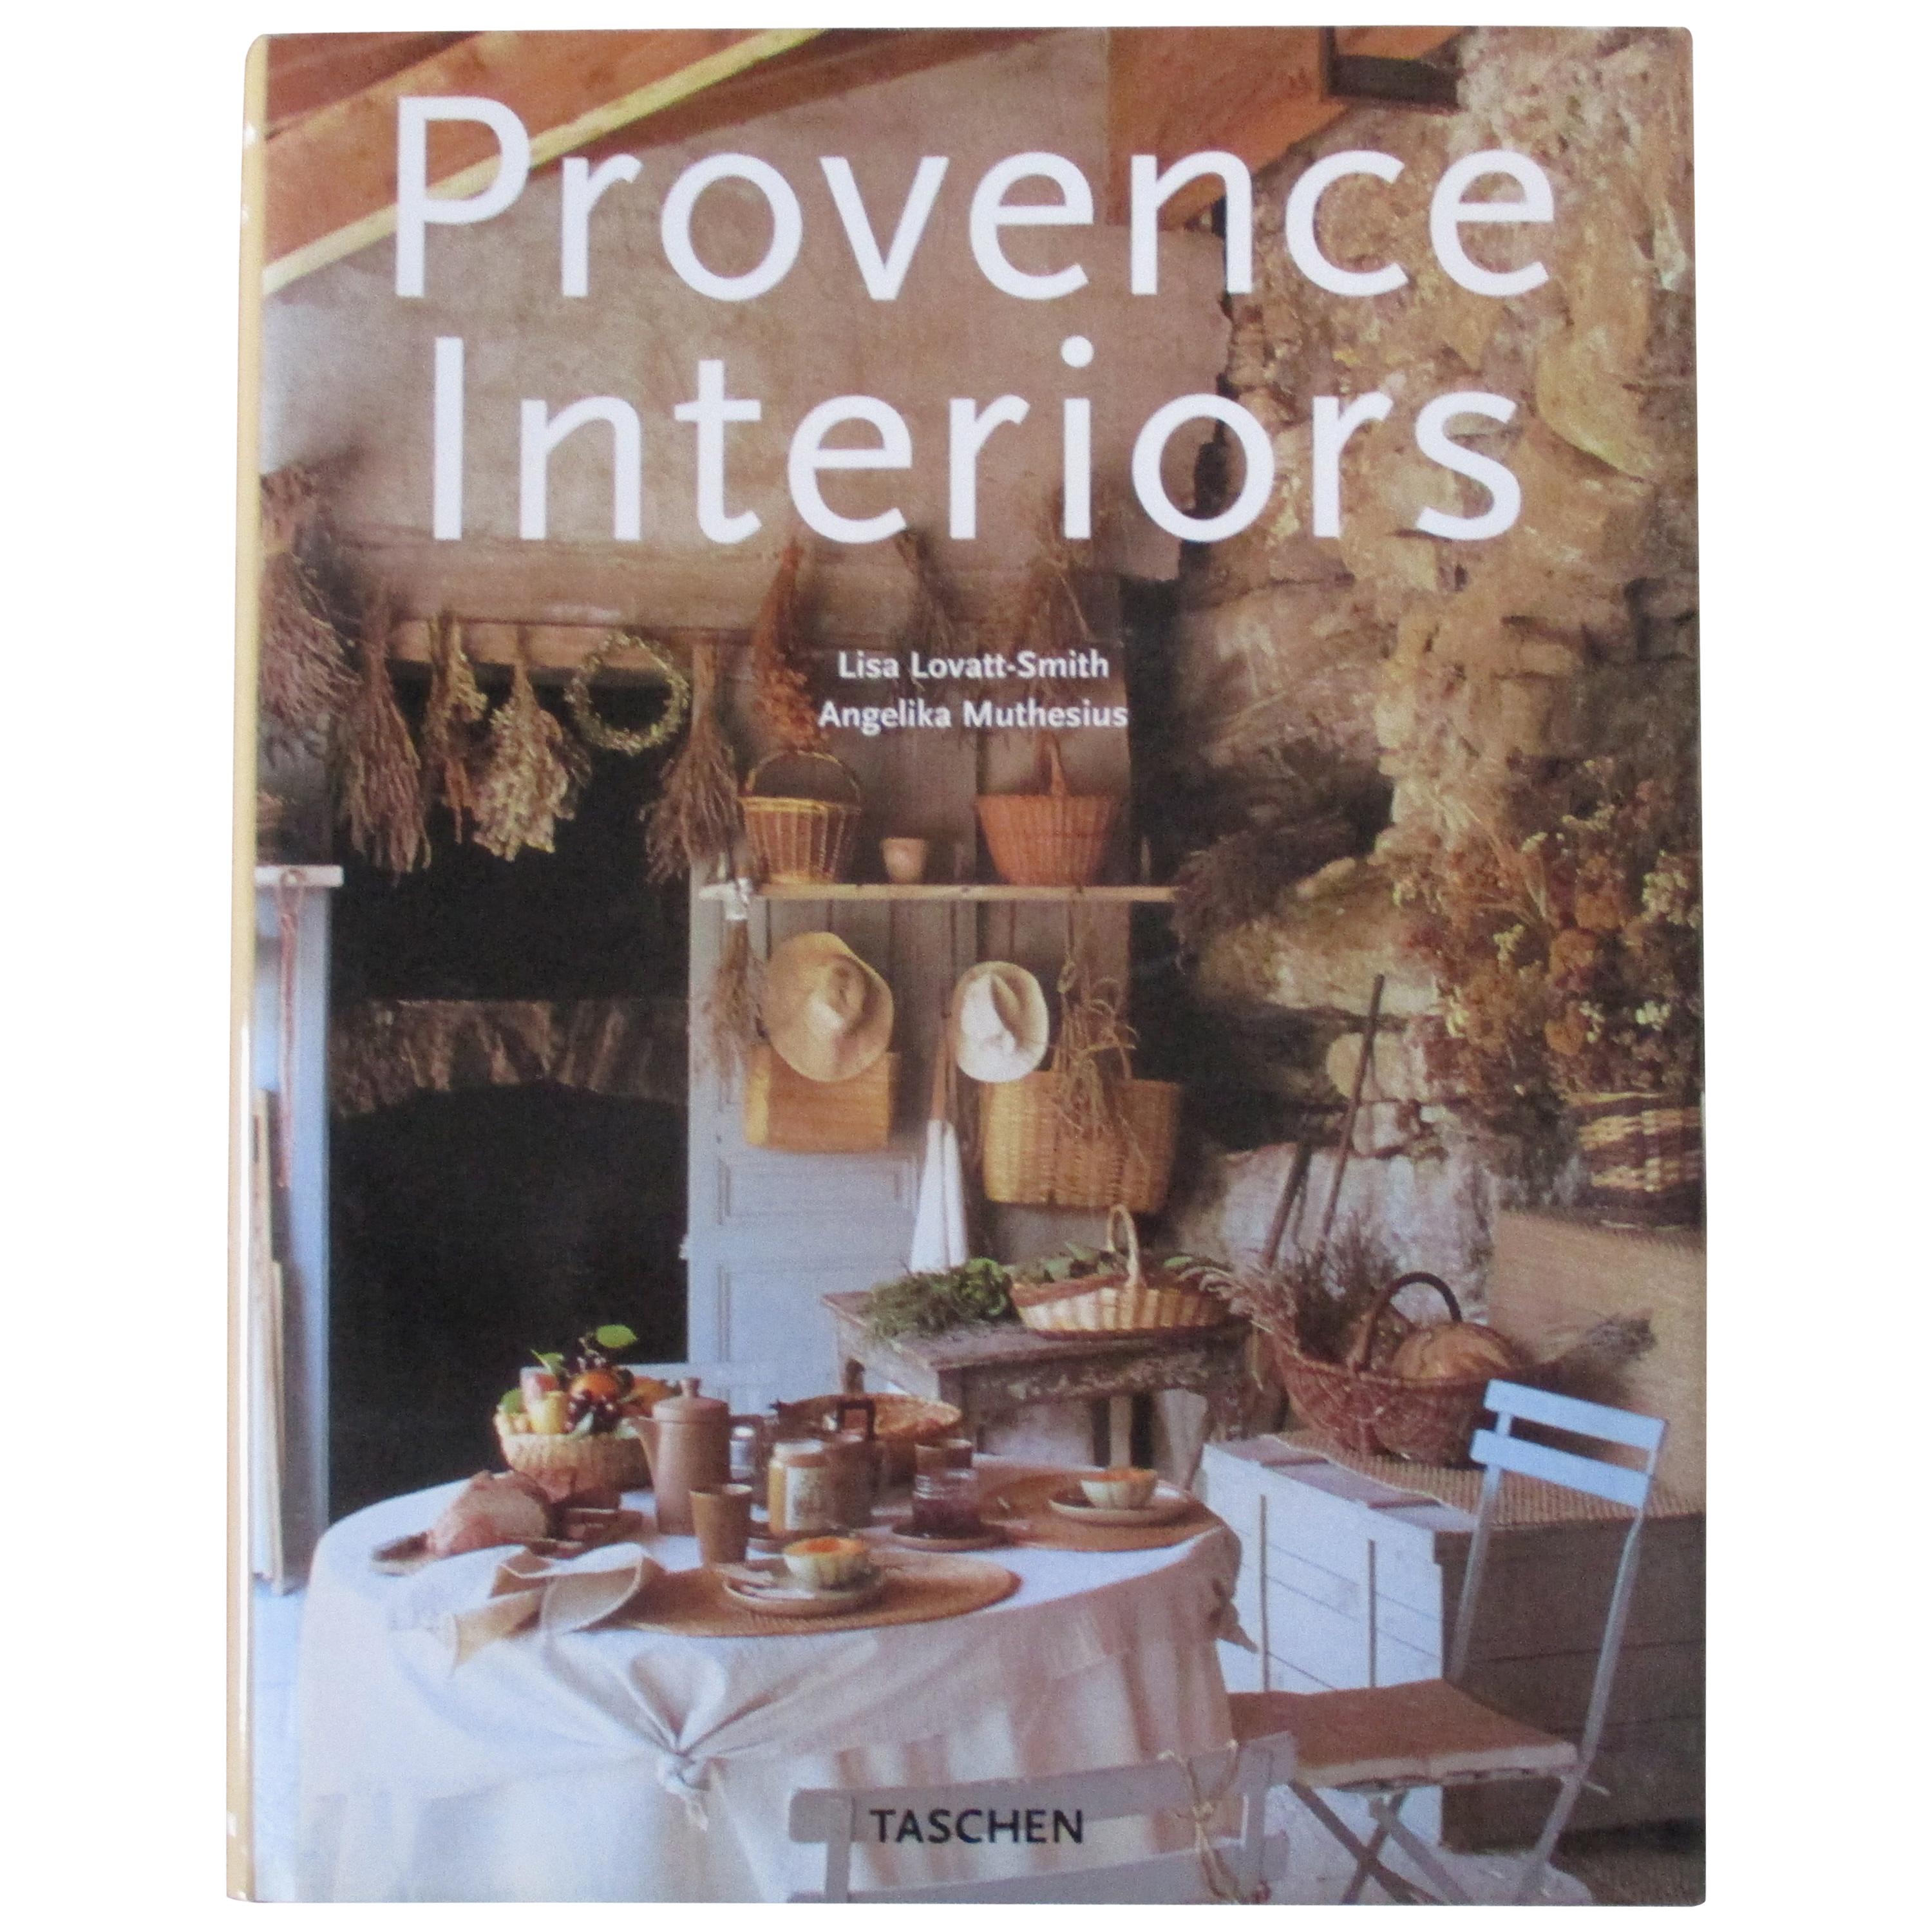 Provence
Interiors
Lisa Lovatt-Smith
Angelika Muthesius
TASCHEN